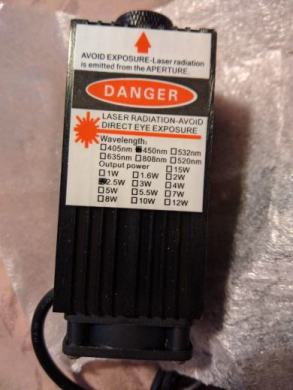 AVOID EXPOSURE-Laser radiation
is emitted from the APERTURE.
DANGER
LASER RADIATION-AVOID
DIRECT EYE EXPOSURE
Wavelength:
☐405nm ■450nm ☐532nm
☐635nm ☐808nm ☐520nm
Output power ☐15W
☐1W ☐1.6W ☐2W
■2.5W ☐3W ☐4W
☐5W ☐5.5W ☐7W
☐8W ☐10W ☐12W